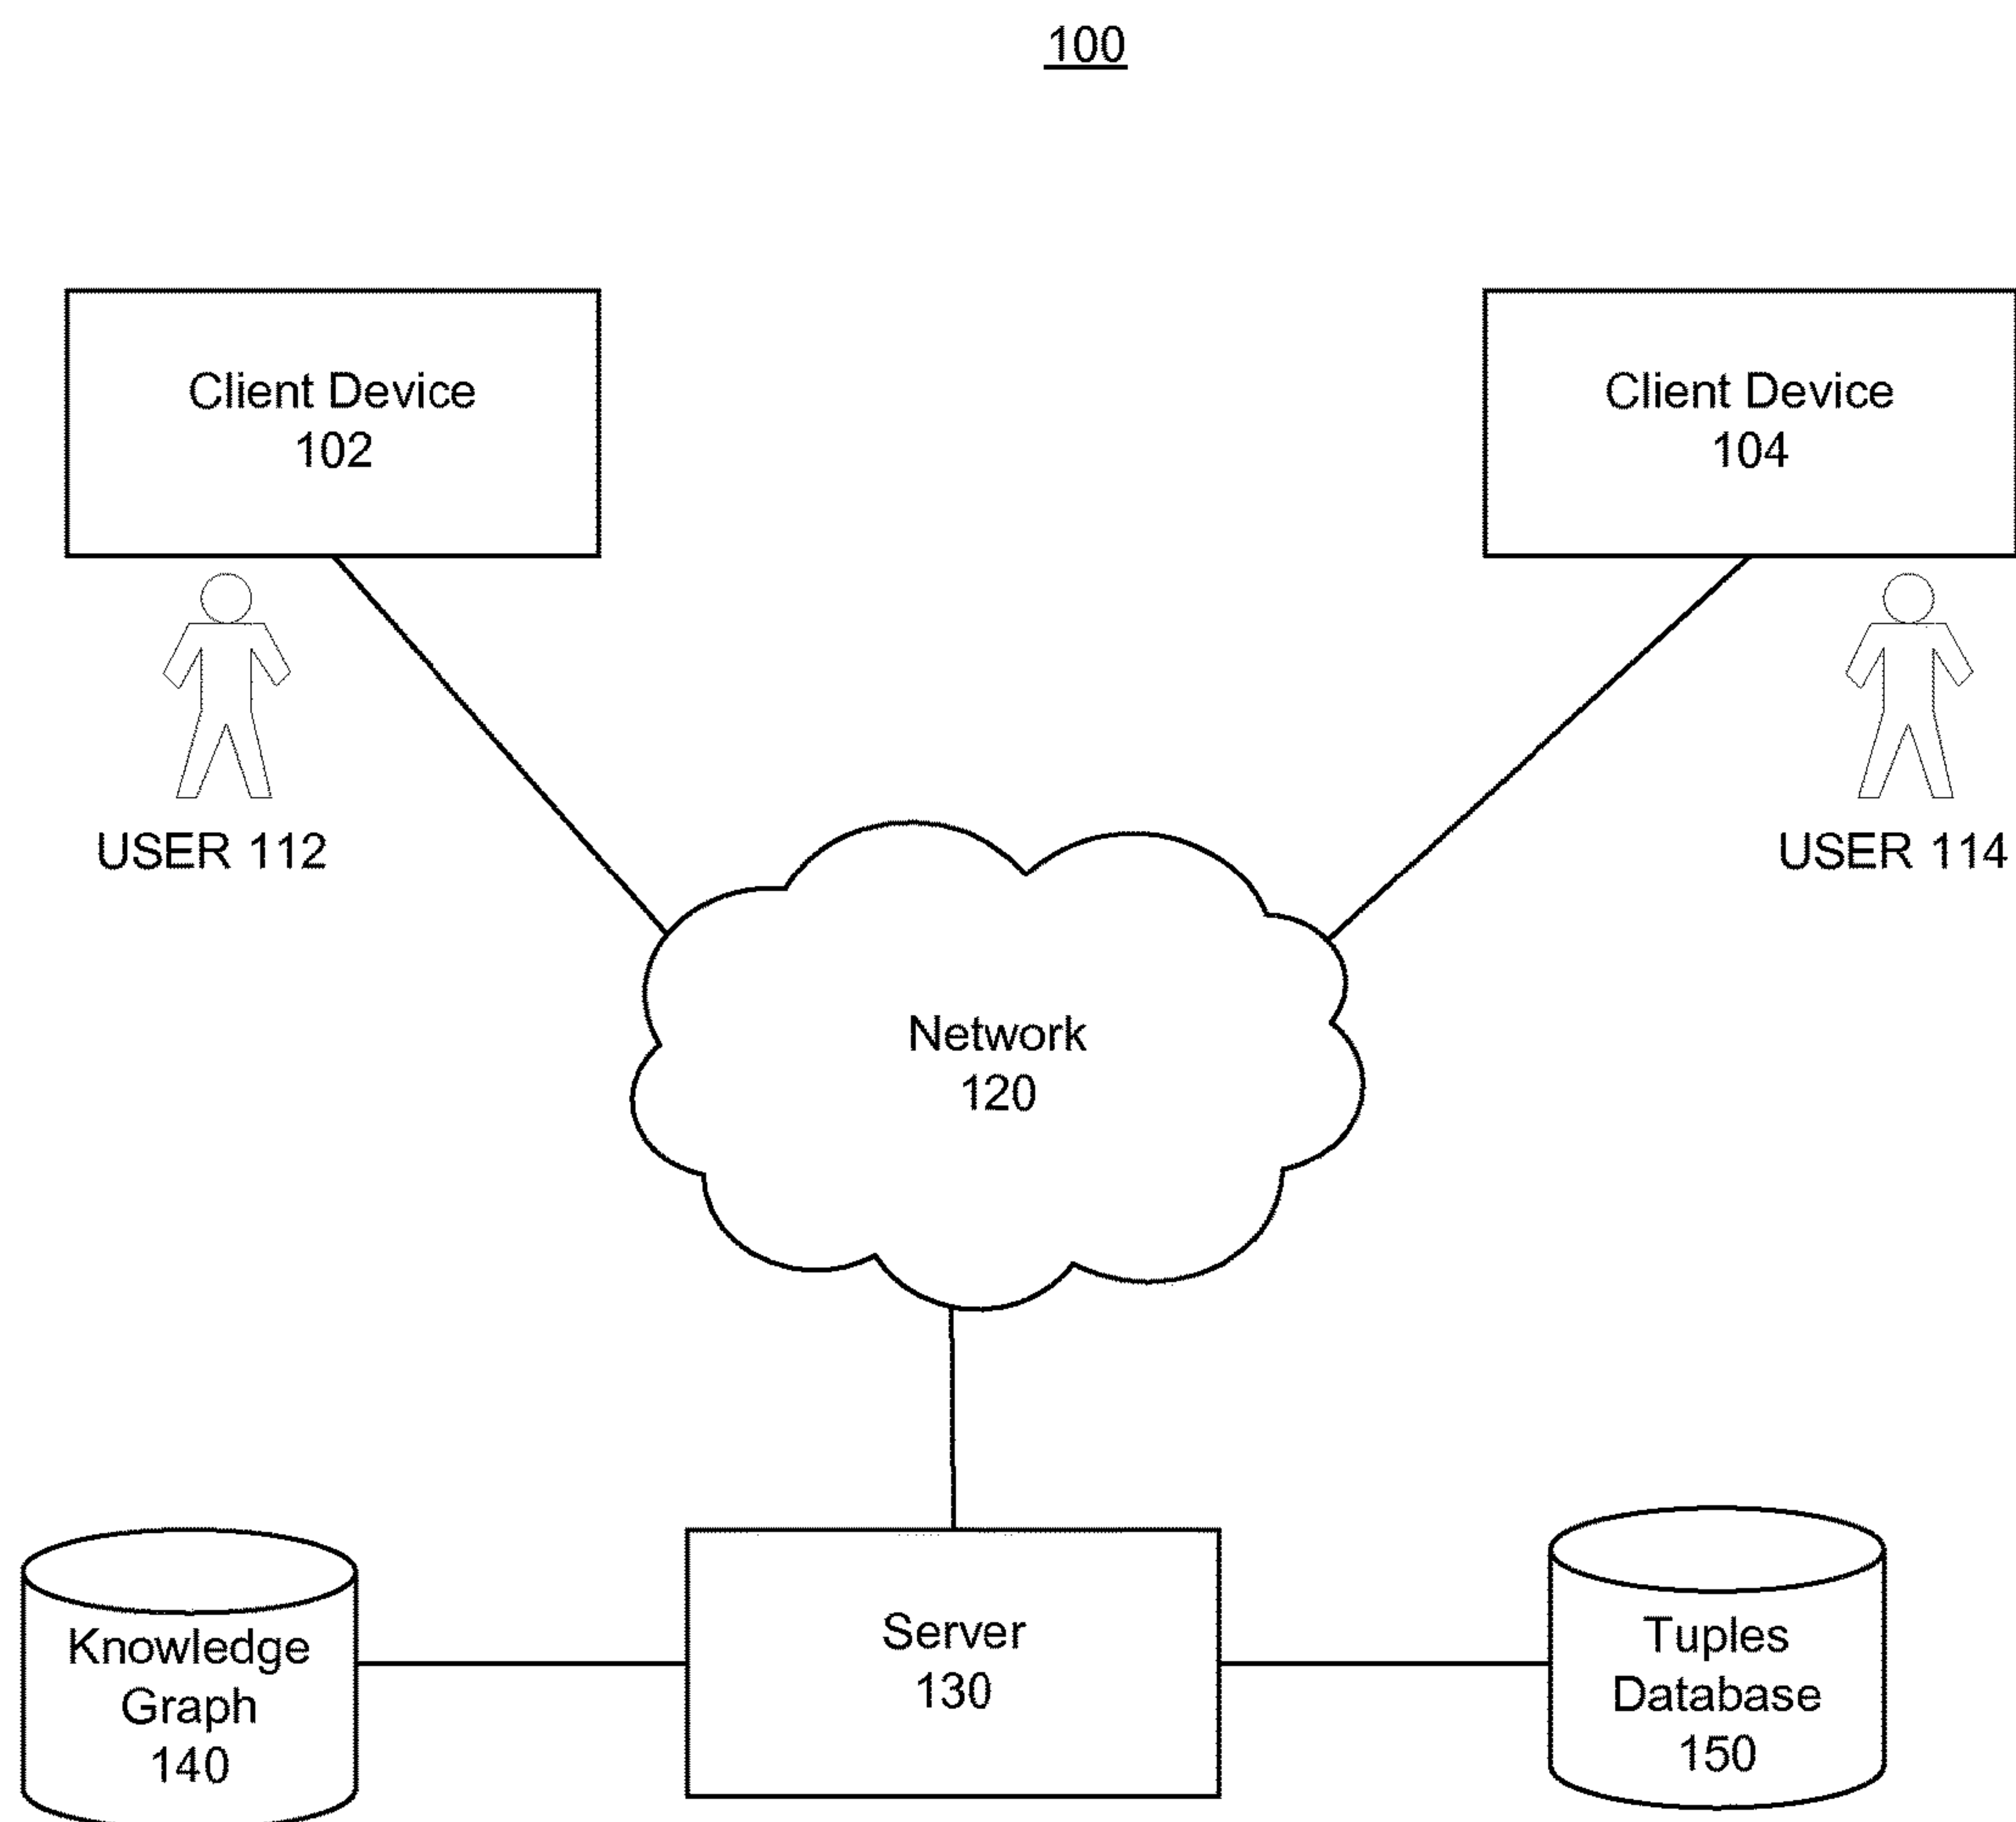 100
Client Device
102
Client Device
104
USER 112
USER 114
Network
120
Knowledge
Graph
140
Server
130
Tuples
Database
150